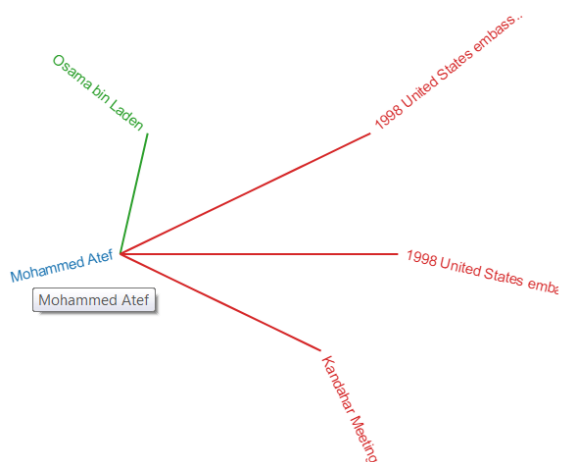 1998 United States embass...
Osama bin Laden
Mohammed Atef
1998 United States emba
Mohammed Atef
Kandahar Meeting